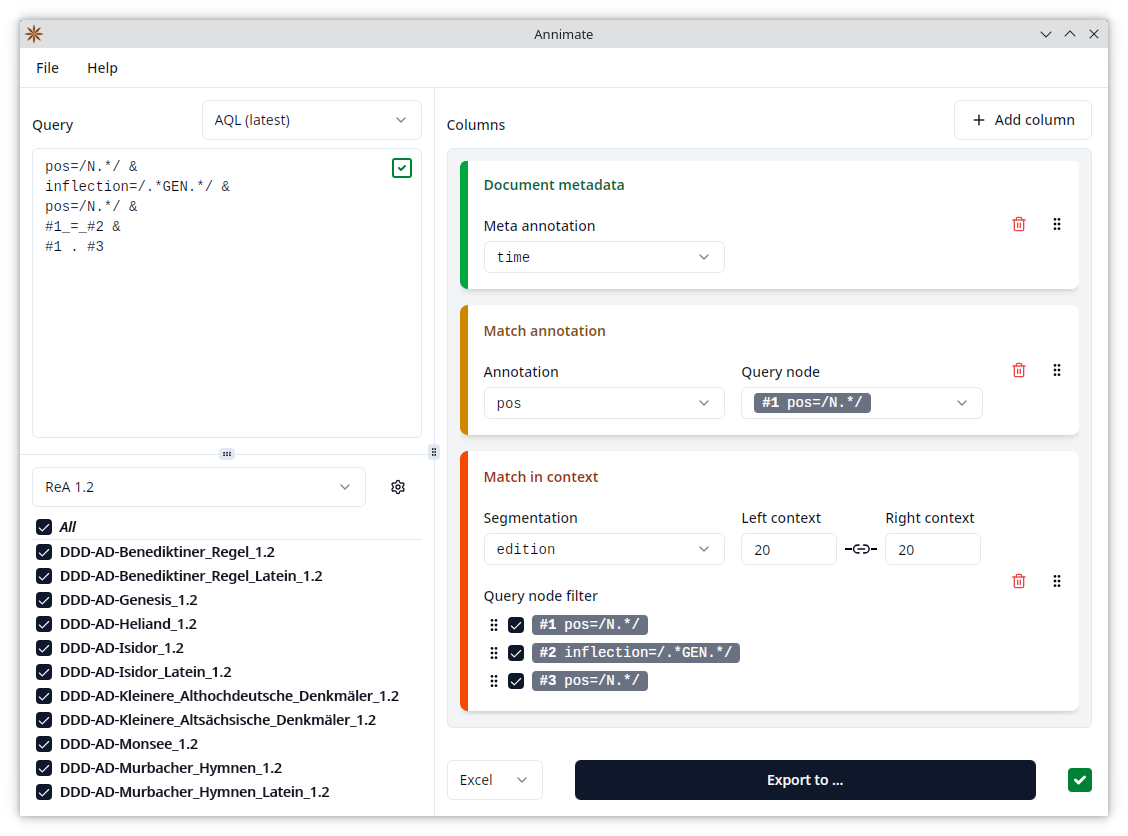 Annimate
File Help
Query
AQL (latest)
pos=/N.*/ &
inflection=/.*GEN.*/ &
pos=/N.*/ &
#1_=_#2 &
#1 . #3
ReA 1.2
All
DDD-AD-Benediktiner_Regel_1.2
DDD-AD-Benediktiner_Regel_Latein_1.2
DDD-AD-Genesis_1.2
DDD-AD-Heliand_1.2
DDD-AD-Isidor_1.2
DDD-AD-Isidor_Latein_1.2
DDD-AD-Kleinere_Althochdeutsche_Denkmäler_1.2
DDD-AD-Kleinere_Altsächsische_Denkmäler_1.2
DDD-AD-Monsee_1.2
DDD-AD-Murbacher_Hymnen_1.2
DDD-AD-Murbacher_Hymnen_Latein_1.2
Columns
Add column
Document metadata
Meta annotation
time
Match annotation
Annotation Query node
pos #1 pos=/N.*/
Match in context
Segmentation Left context Right context
edition 20 20
Query node filter
#1 pos=/N.*/
#2 inflection=/.*GEN.*/
#3 pos=/N.*/
Excel Export to ...